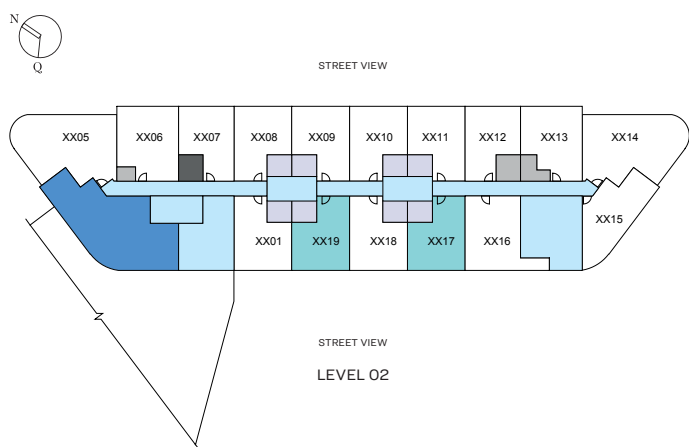 N
Q
STREET VIEW
XX05
XX06
XX07
XX08
XX09
XX10
XX11
XX12
XX13
XX14
XX15
XX01
XX19
XX18
XX17
XX16
STREET VIEW
LEVEL 02